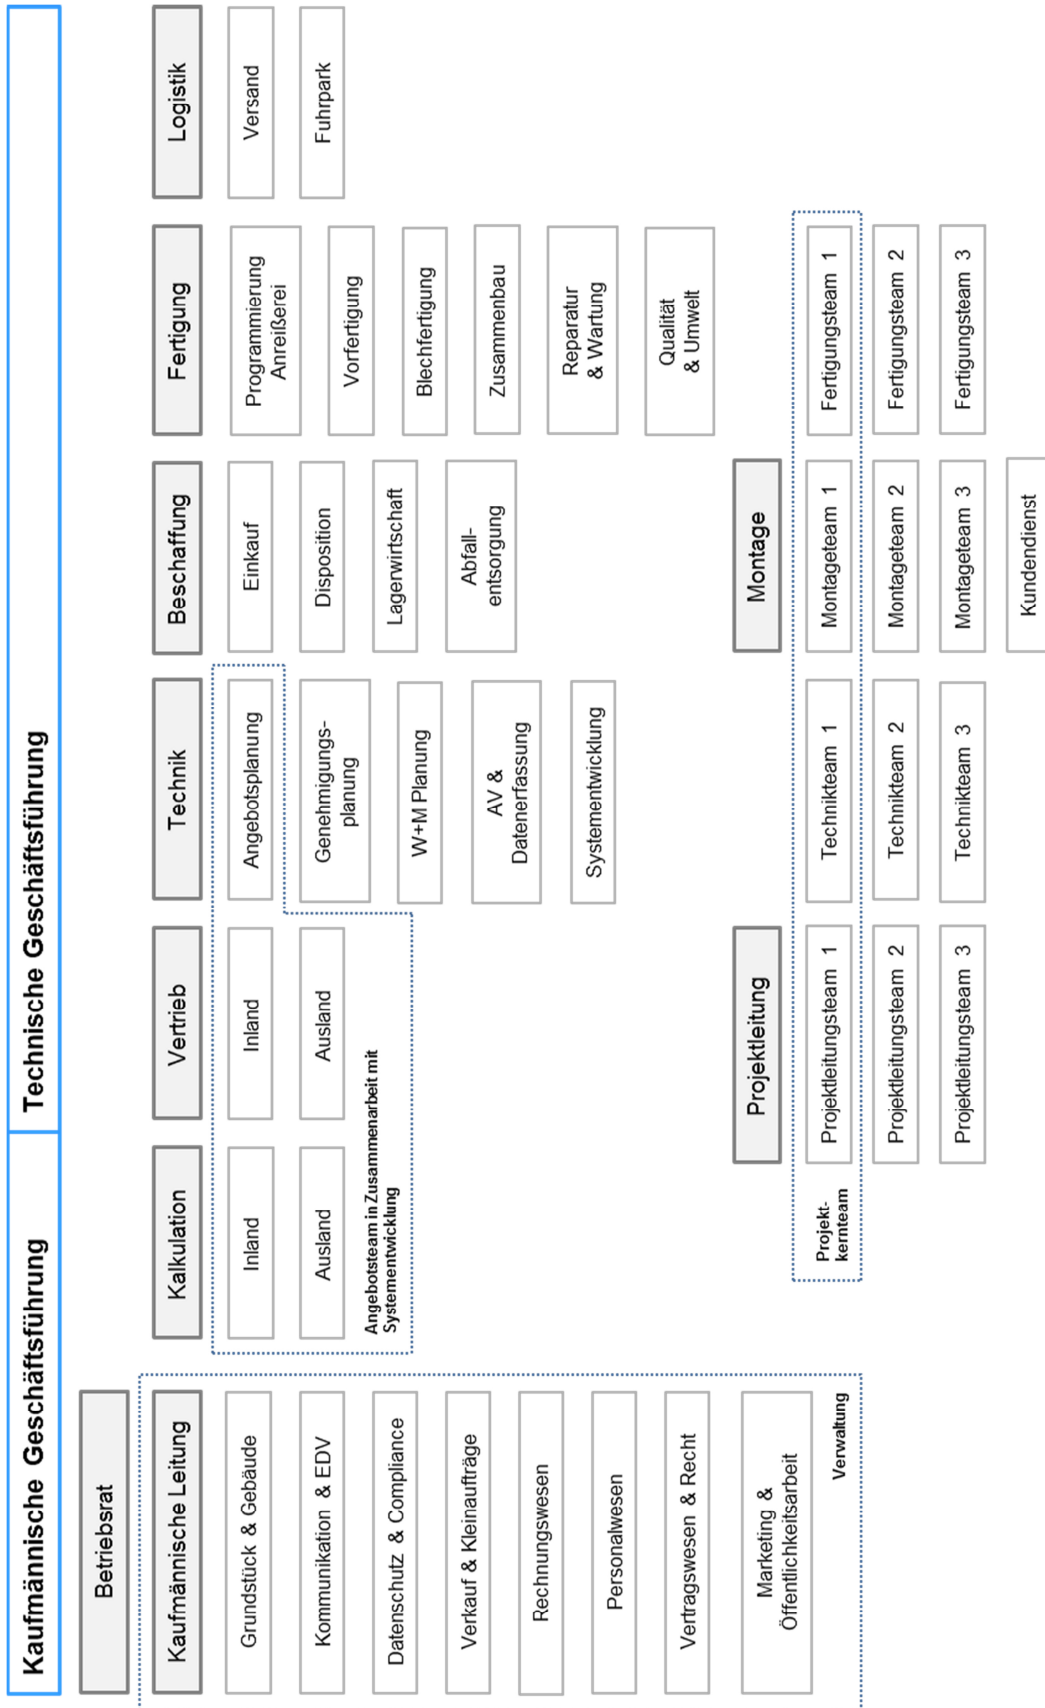 Kaufmännische Geschäftsführung
Technische Geschäftsführung
Betriebsrat
Kaufmännische Leitung
Grundstück & Gebäude
Kommunikation & EDV
Datenschutz & Compliance
Verkauf & Kleinaufträge
Rechnungswesen
Personalwesen
Vertragswesen & Recht
Marketing &
Öffentlichkeitsarbeit
Verwaltung
Kalkulation
Inland
Ausland
Vertrieb
Inland
Ausland
Angebotsteam in Zusammenarbeit mit
Systementwicklung
Technik
Angebotsplanung
Genehmigungs-
planung
W+M Planung
AV &
Datenerfassung
Systementwicklung
Beschaffung
Einkauf
Disposition
Lagerwirtschaft
Abfall-
entsorgung
Fertigung
Programmierung
Anreißerei
Vorfertigung
Blechfertigung
Zusammenbau
Reparatur
& Wartung
Qualität
& Umwelt
Logistik
Versand
Fuhrpark
Projektleitung
Montage
Projekt-
kernteam
Projektleitungsteam 1
Technikteam 1
Montageteam 1
Fertigungsteam 1
Projektleitungsteam 2
Technikteam 2
Montageteam 2
Fertigungsteam 2
Projektleitungsteam 3
Technikteam 3
Montageteam 3
Fertigungsteam 3
Kundendienst